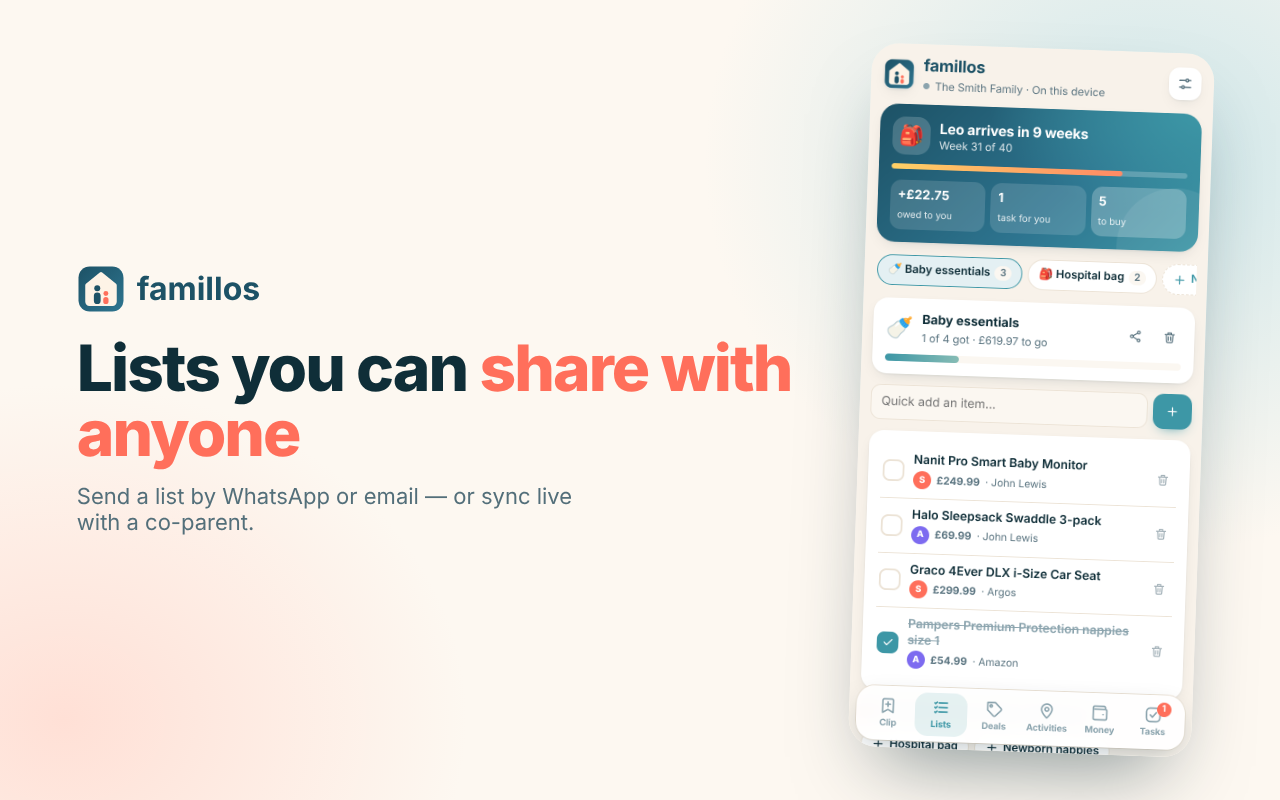 famillos
Lists you can share with
anyone
Send a list by WhatsApp or email — or sync live
with a co-parent.
famillos
The Smith Family · On this device
Leo arrives in 9 weeks
Week 31 of 40
+£22.75
owed to you
1
task for you
5
to buy
Baby essentials 3
Hospital bag 2
+
Baby essentials
1 of 4 got · £619.97 to go
Quick add an item...
+
Nanit Pro Smart Baby Monitor
S £249.99 · John Lewis
Halo Sleepsack Swaddle 3-pack
A £69.99 · John Lewis
Graco 4Ever DLX i-Size Car Seat
S £299.99 · Argos
Pampers Premium Protection nappies
size 1
A £54.99 · Amazon
Clip
Lists
Deals
Activities
Money
1
Tasks
+ Hospital bag
+ Newborn nappies